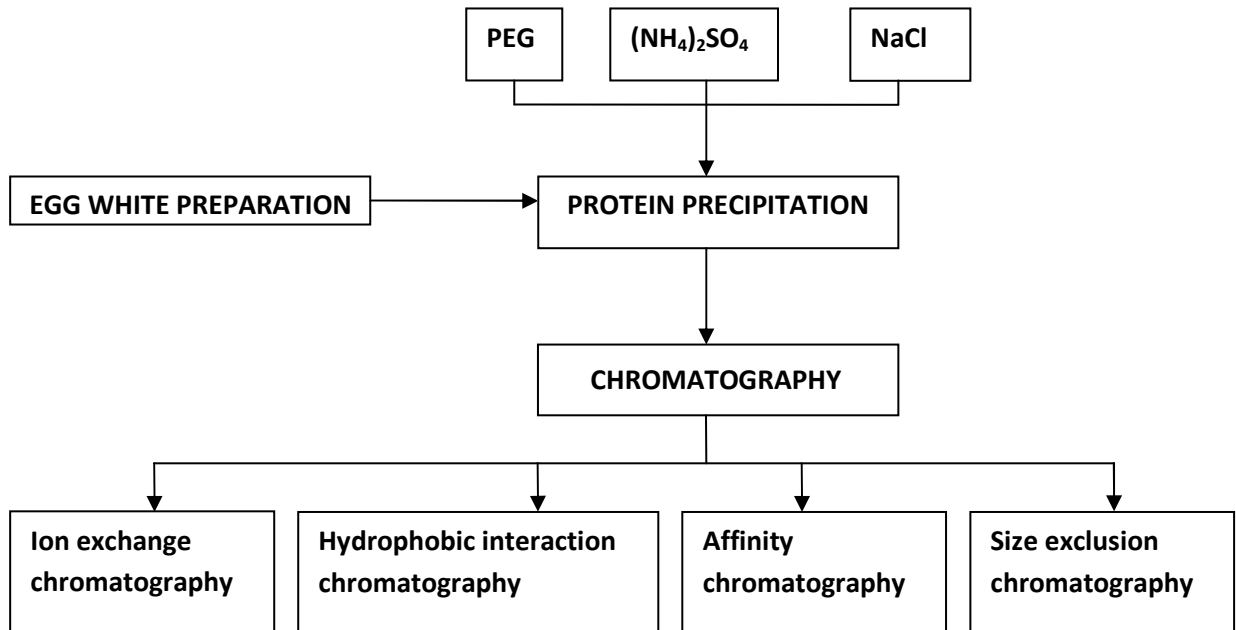 PEG
(NH₄)₂SO₄
NaCl
EGG WHITE PREPARATION
PROTEIN PRECIPITATION
CHROMATOGRAPHY
Ion exchange
chromatography
Hydrophobic interaction
chromatography
Affinity
chromatography
Size exclusion
chromatography